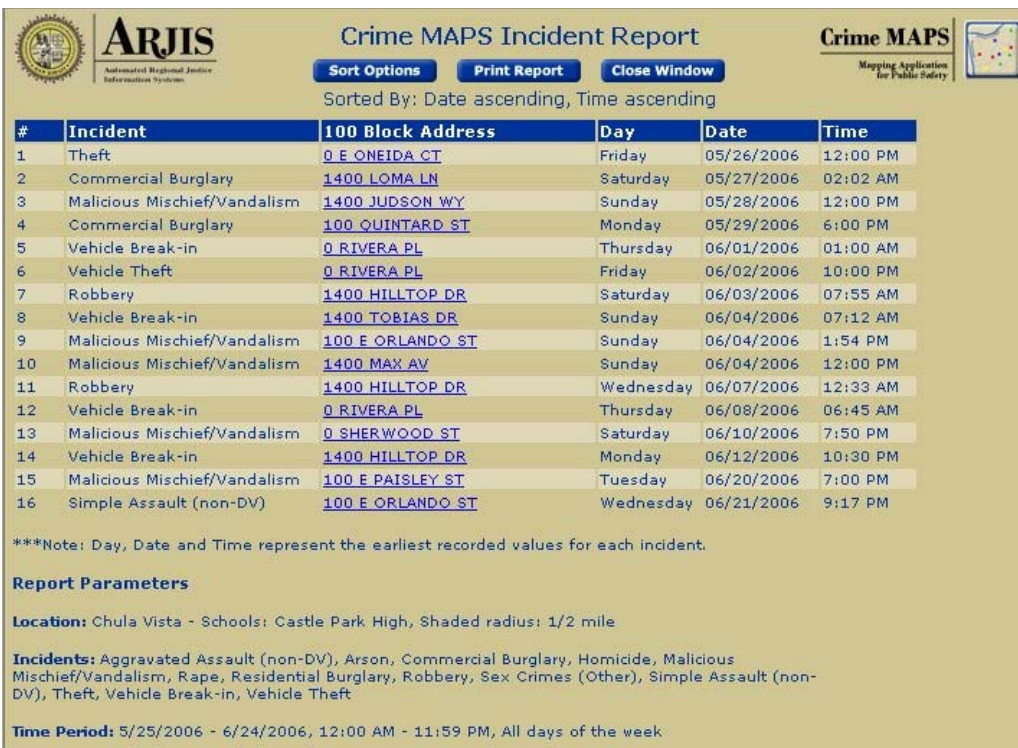 ARJIS
Automated Regional Justice
Information Systems
Crime MAPS Incident Report
Sort Options Print Report Close Window
Sorted By: Date ascending, Time ascending
Crime MAPS
Mapping Application
for Public Safety
# Incident 100 Block Address Day Date Time
1 Theft 0 E ONEIDA CT Friday 05/26/2006 12:00 PM
2 Commercial Burglary 1400 LOMA LN Saturday 05/27/2006 02:02 AM
3 Malicious Mischief/Vandalism 1400 JUDSON WY Sunday 05/28/2006 12:00 PM
4 Commercial Burglary 100 QUINTARD ST Monday 05/29/2006 6:00 PM
5 Vehicle Break-in 0 RIVERA PL Thursday 06/01/2006 01:00 AM
6 Vehicle Theft 0 RIVERA PL Friday 06/02/2006 10:00 PM
7 Robbery 1400 HILLTOP DR Saturday 06/03/2006 07:55 AM
8 Vehicle Break-in 1400 TOBIAS DR Sunday 06/04/2006 07:12 AM
9 Malicious Mischief/Vandalism 100 E ORLANDO ST Sunday 06/04/2006 1:54 PM
10 Malicious Mischief/Vandalism 1400 MAX AV Sunday 06/04/2006 12:00 PM
11 Robbery 1400 HILLTOP DR Wednesday 06/07/2006 12:33 AM
12 Vehicle Break-in 0 RIVERA PL Thursday 06/08/2006 06:45 AM
13 Malicious Mischief/Vandalism 0 SHERWOOD ST Saturday 06/10/2006 7:50 PM
14 Vehicle Break-in 1400 HILLTOP DR Monday 06/12/2006 10:30 PM
15 Malicious Mischief/Vandalism 100 E PAISLEY ST Tuesday 06/20/2006 7:00 PM
16 Simple Assault (non-DV) 100 E ORLANDO ST Wednesday 06/21/2006 9:17 PM
***Note: Day, Date and Time represent the earliest recorded values for each incident.
Report Parameters
Location: Chula Vista - Schools: Castle Park High, Shaded radius: 1/2 mile
Incidents: Aggravated Assault (non-DV), Arson, Commercial Burglary, Homicide, Malicious
Mischief/Vandalism, Rape, Residential Burglary, Robbery, Sex Crimes (Other), Simple Assault (non-
DV), Theft, Vehicle Break-in, Vehicle Theft
Time Period: 5/25/2006 - 6/24/2006, 12:00 AM - 11:59 PM, All days of the week